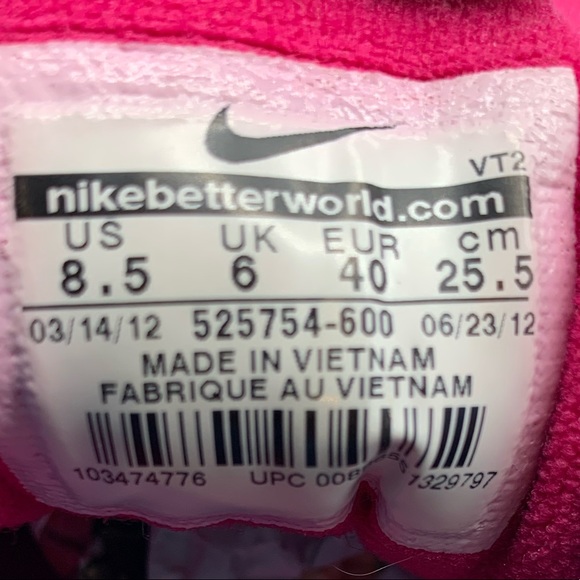 VT2
nikebetterworld.com
US UK EUR cm
8.5 6 40 25.5
03/14/12 525754-600 06/23/12
MADE IN VIETNAM
FABRIQUE AU VIETNAM
103474776 UPC 1329797